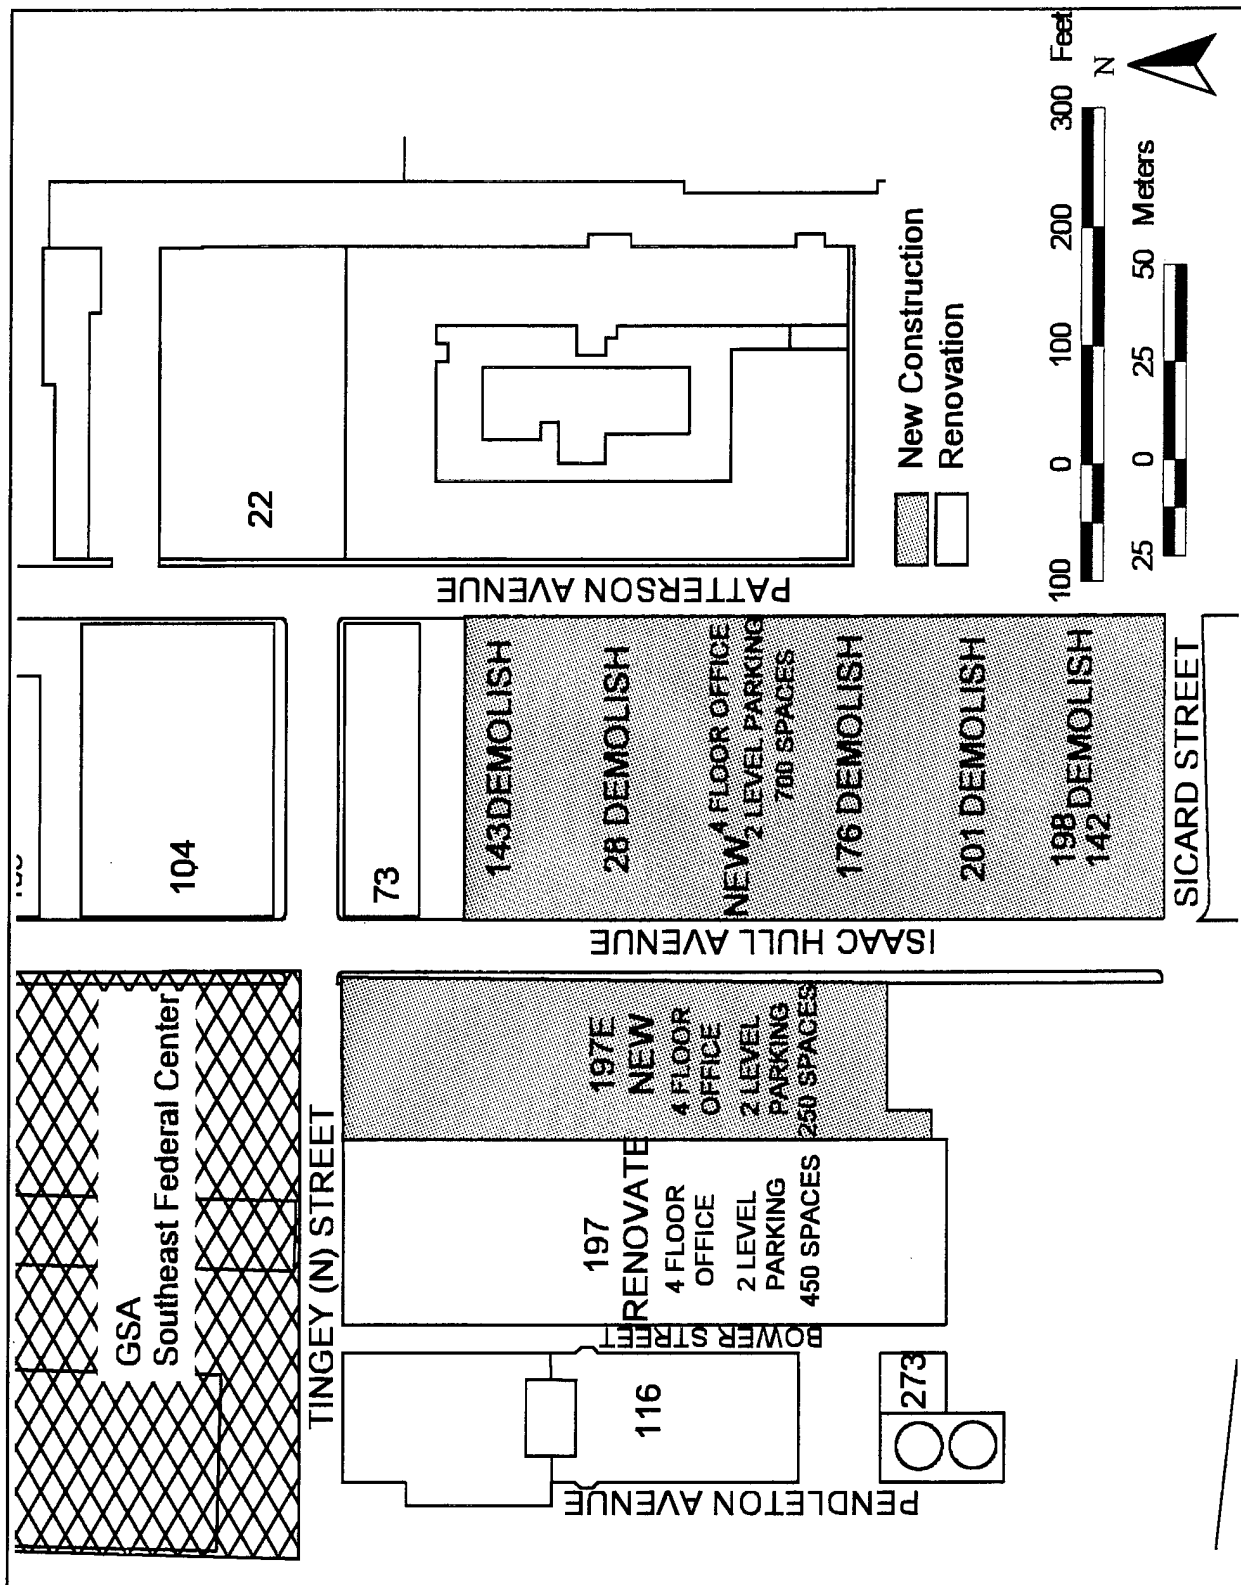 GSA
Southeast Federal Center
TINGEY (N) STREET
104
73
22
PENDLETON AVENUE
116
273
BOWER STREET
197
RENOVATE
4 FLOOR
OFFICE
2 LEVEL
PARKING
450 SPACES
197E
NEW
4 FLOOR
OFFICE
2 LEVEL
PARKING
250 SPACES
ISAAC HULL AVENUE
143 DEMOLISH
28 DEMOLISH
NEW
4 FLOOR OFFICE
2 LEVEL PARKING
700 SPACES
176 DEMOLISH
201 DEMOLISH
198
142
DEMOLISH
SICARD STREET
PATTERSON AVENUE
New Construction
Renovation
100 0 100 200 300 Feet
25 0 25 50 Meters
N